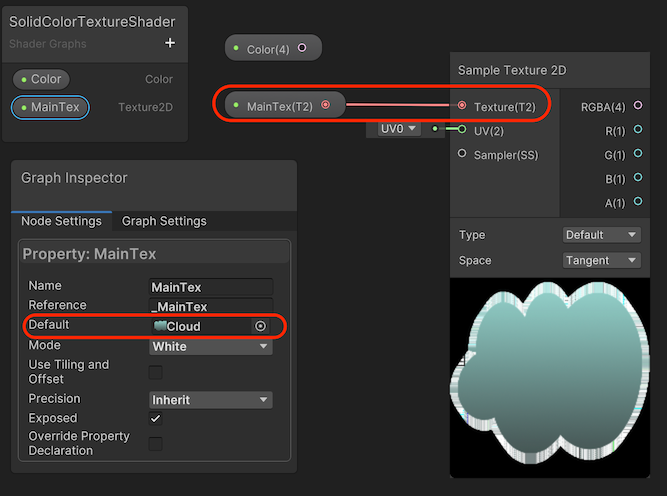 SolidColorTextureShader
Shader Graphs
+
Color Color
MainTex Texture2D
Color(4)
MainTex(T2)
UV0
Sample Texture 2D
Texture(T2) RGBA(4)
UV(2) R(1)
Sampler(SS) G(1)
B(1)
A(1)
Type Default
Space Tangent
Graph Inspector
Node Settings Graph Settings
Property: MainTex
Name MainTex
Reference _MainTex
Default Cloud
Mode White
Use Tiling and
Offset
Precision Inherit
Exposed
Override Property
Declaration